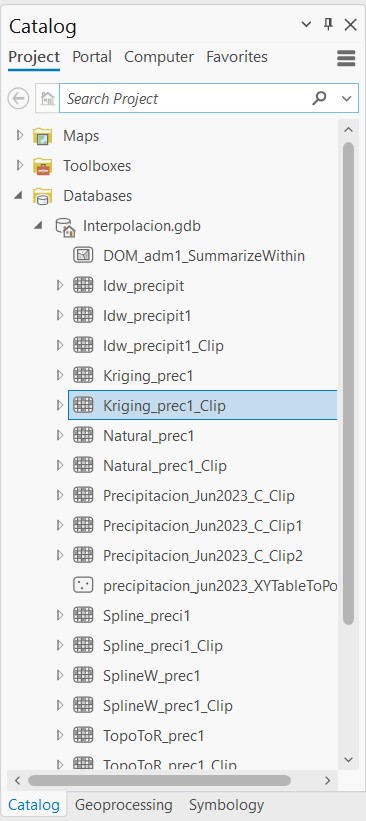 Catalog
Project Portal Computer Favorites
Search Project
Maps
Toolboxes
Databases
Interpolacion.gdb
DOM_adm1_SummarizeWithin
Idw_precipit
Idw_precipit1
Idw_precipit1_Clip
Kriging_prec1
Kriging_prec1_Clip
Natural_prec1
Natural_prec1_Clip
Precipitacion_Jun2023_C_Clip
Precipitacion_Jun2023_C_Clip1
Precipitacion_Jun2023_C_Clip2
precipitacion_jun2023_XYTableToPo
Spline_preci1
Spline_preci1_Clip
SplineW_prec1
SplineW_prec1_Clip
TopoToR_prec1
TopoToR_prec1_Clip
Catalog Geoprocessing Symbology